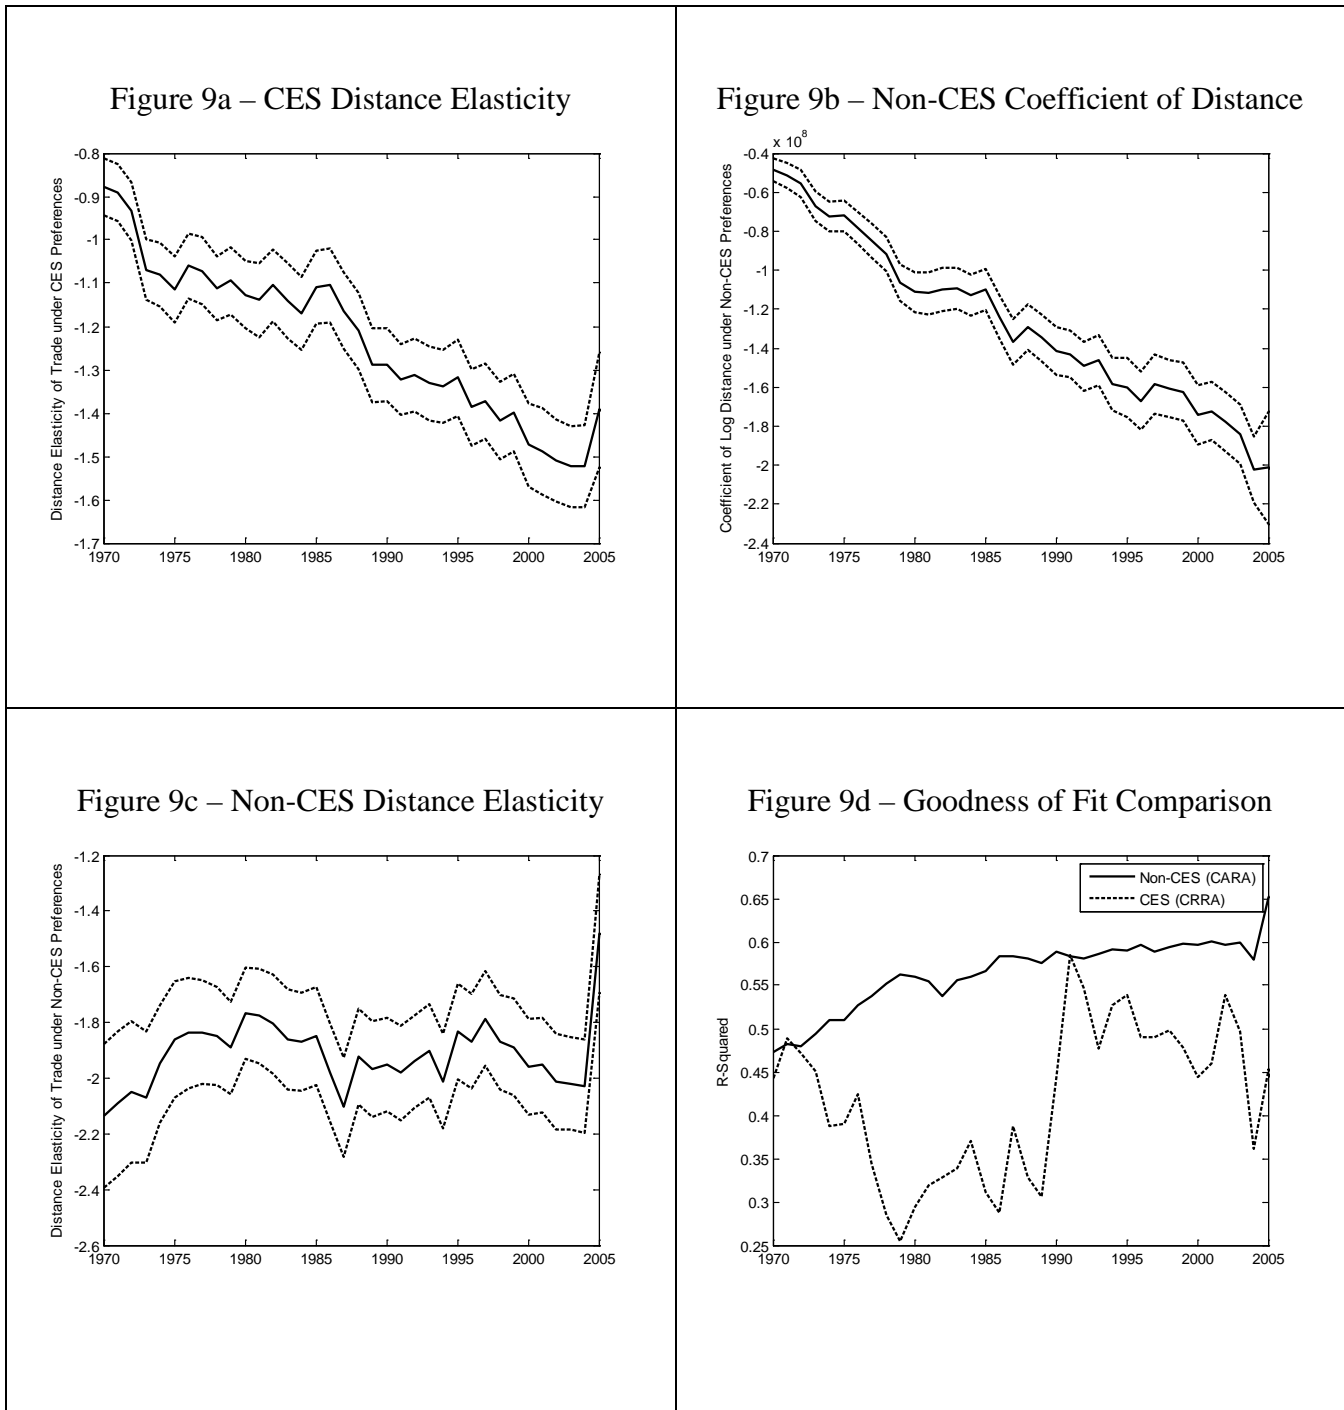 Figure 9a – CES Distance Elasticity
Distance Elasticity of Trade under CES Preferences
-0.8
-0.9
-1
-1.1
-1.2
-1.3
-1.4
-1.5
-1.6
-1.7
1970 1975 1980 1985 1990 1995 2000 2005
Figure 9b – Non-CES Coefficient of Distance
x 10^8
Coefficient of Log Distance under Non-CES Preferences
-0.4
-0.6
-0.8
-1
-1.2
-1.4
-1.6
-1.8
-2
-2.2
-2.4
1970 1975 1980 1985 1990 1995 2000 2005
Figure 9c – Non-CES Distance Elasticity
Distance Elasticity of Trade under Non-CES Preferences
-1.2
-1.4
-1.6
-1.8
-2
-2.2
-2.4
-2.6
1970 1975 1980 1985 1990 1995 2000 2005
Figure 9d – Goodness of Fit Comparison
R-Squared
0.7
0.65
0.6
0.55
0.5
0.45
0.4
0.35
0.3
0.25
Non-CES (CARA)
CES (CRRA)
1970 1975 1980 1985 1990 1995 2000 2005